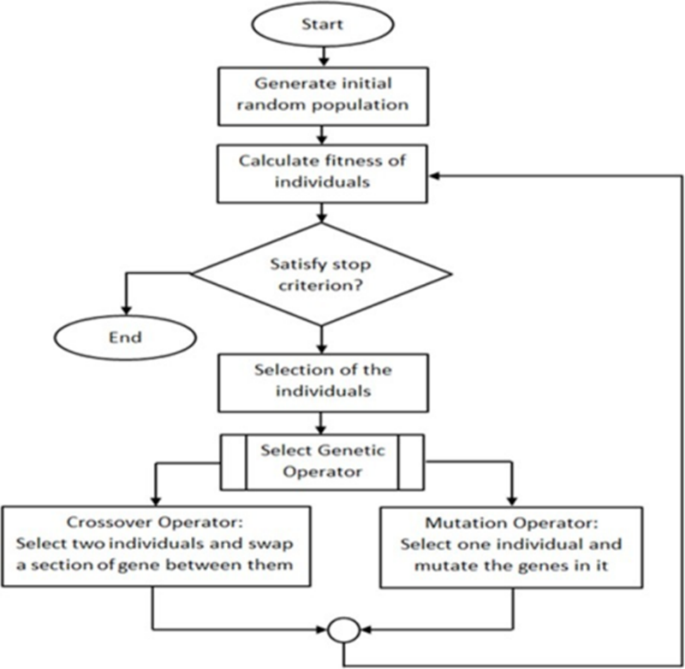 Start
Generate initial
random population
Calculate fitness of
individuals
Satisfy stop
criterion?
End
Selection of the
individuals
Select Genetic
Operator
Crossover Operator:
Select two individuals and swap
a section of gene between them
Mutation Operator:
Select one individual and
mutate the genes in it